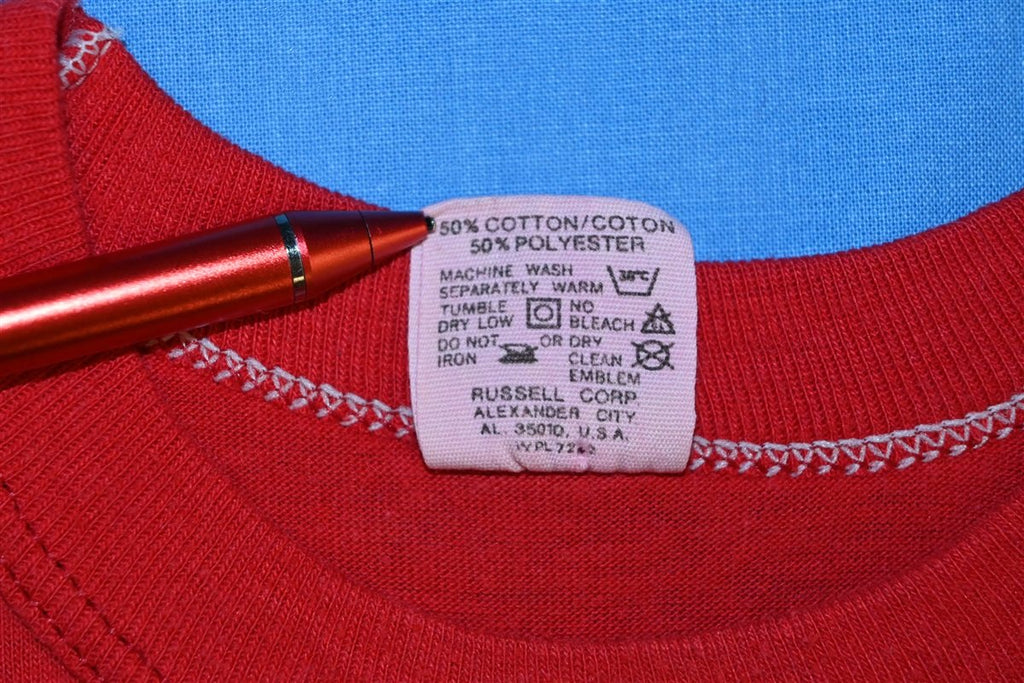 50% COTTON/COTON
50% POLYESTER
MACHINE WASH
SEPARATELY WARM
TUMBLE
DRY LOW
NO
BLEACH
DO NOT
IRON
OR DRY
CLEAN
EMBLEM
RUSSELL CORP
ALEXANDER CITY
AL. 35010, U.S.A.